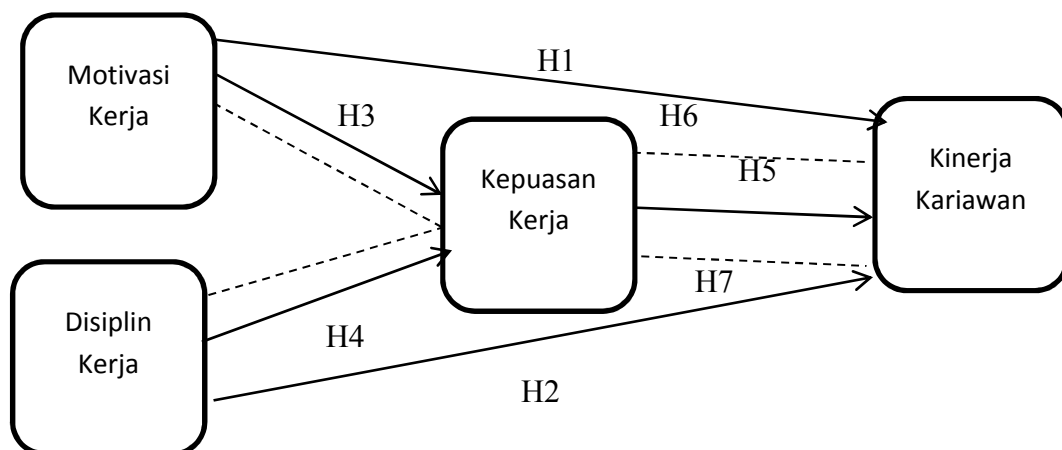 Motivasi
Kerja
H1
H3
H6
Kepuasan
Kerja
H5
Kinerja
Kariawan
Disiplin
Kerja
H4
H7
H2